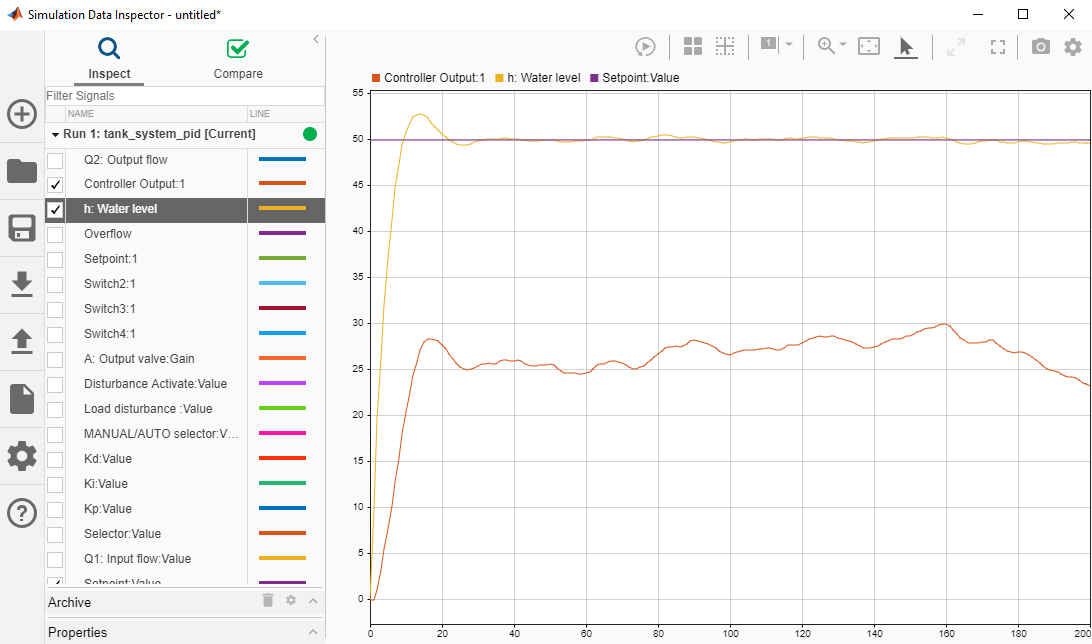 Simulation Data Inspector - untitled*
Inspect
Compare
Filter Signals
NAME LINE
Run 1: tank_system_pid [Current]
Q2: Output flow
Controller Output:1
h: Water level
Overflow
Setpoint:1
Switch2:1
Switch3:1
Switch4:1
A: Output valve:Gain
Disturbance Activate:Value
Load disturbance :Value
MANUAL/AUTO selector:V...
Kd:Value
Ki:Value
Kp:Value
Selector:Value
Q1: Input flow:Value
Setpoint:Value
Archive
Properties
1
Controller Output:1 h: Water level Setpoint:Value
55
50
45
40
35
30
25
20
15
10
5
0
0 20 40 60 80 100 120 140 160 180 200